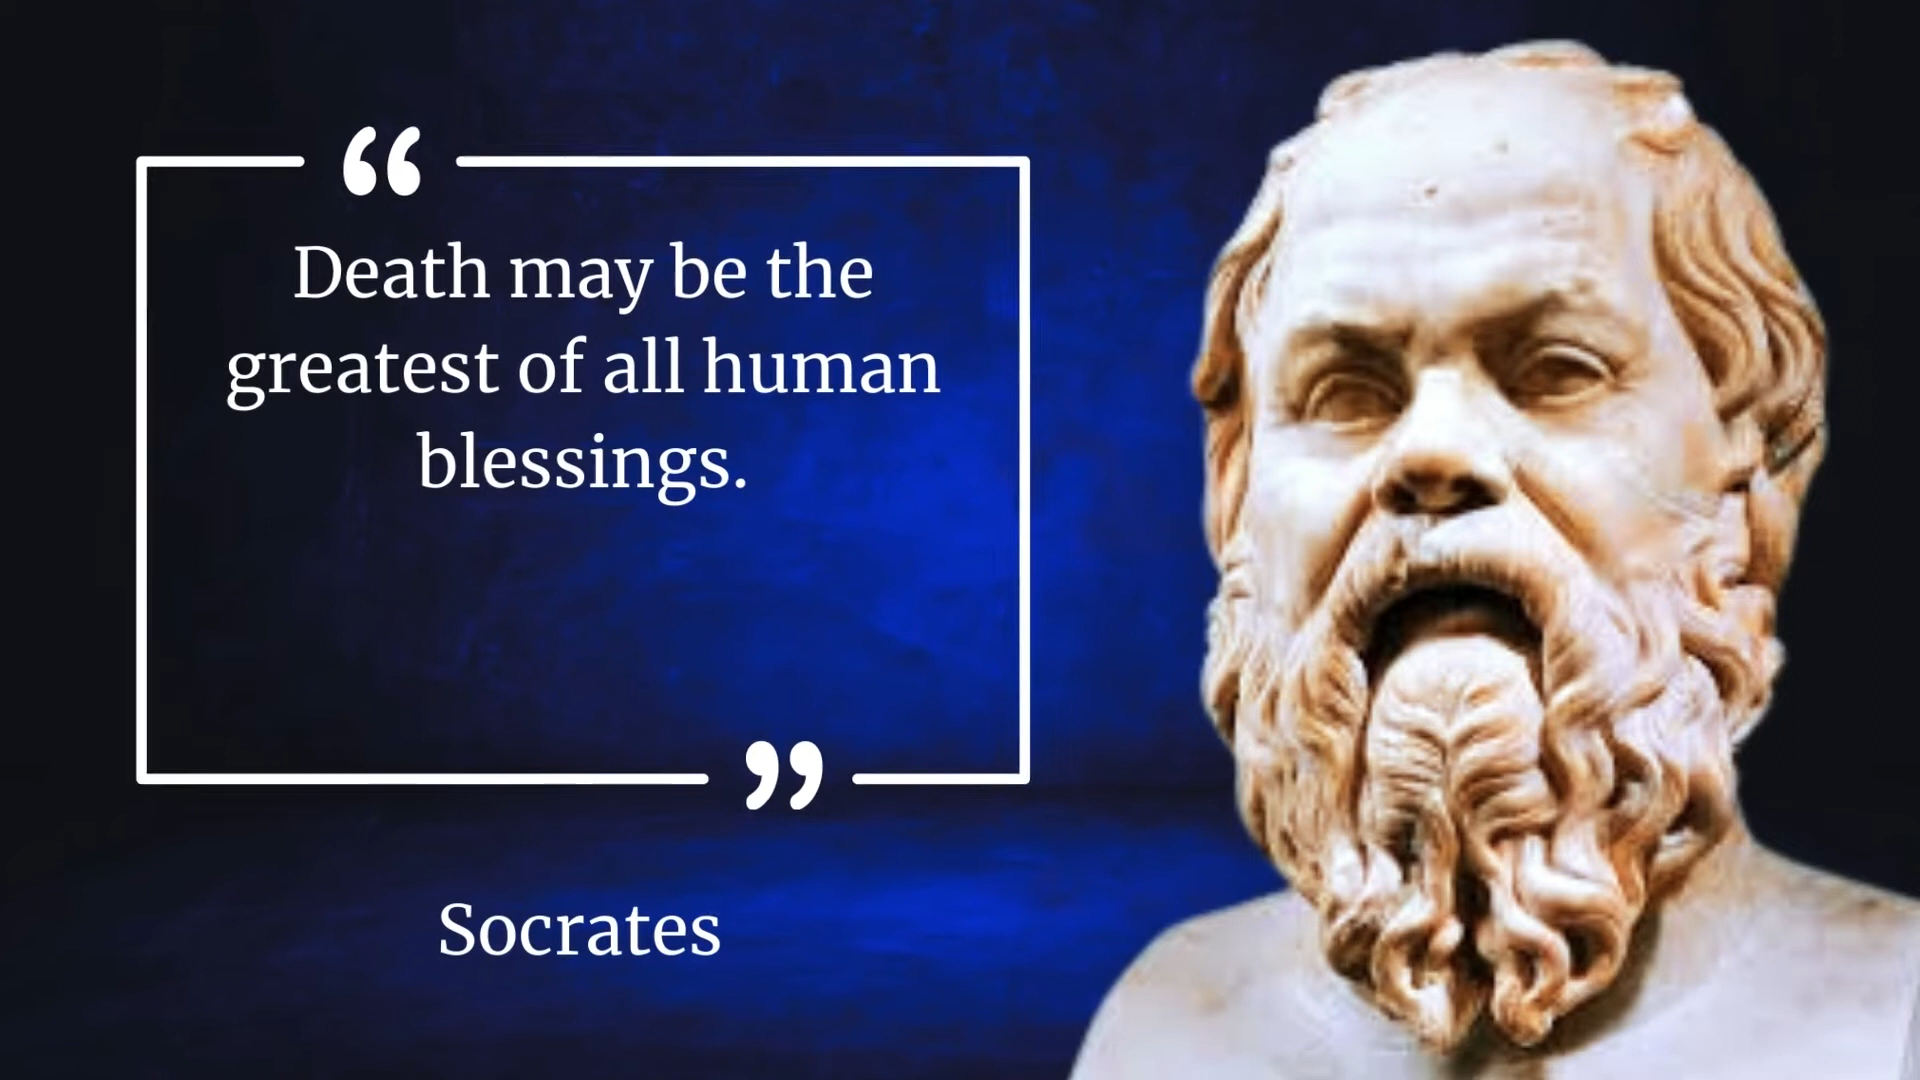 “
Death may be the
greatest of all human
blessings.
”
Socrates